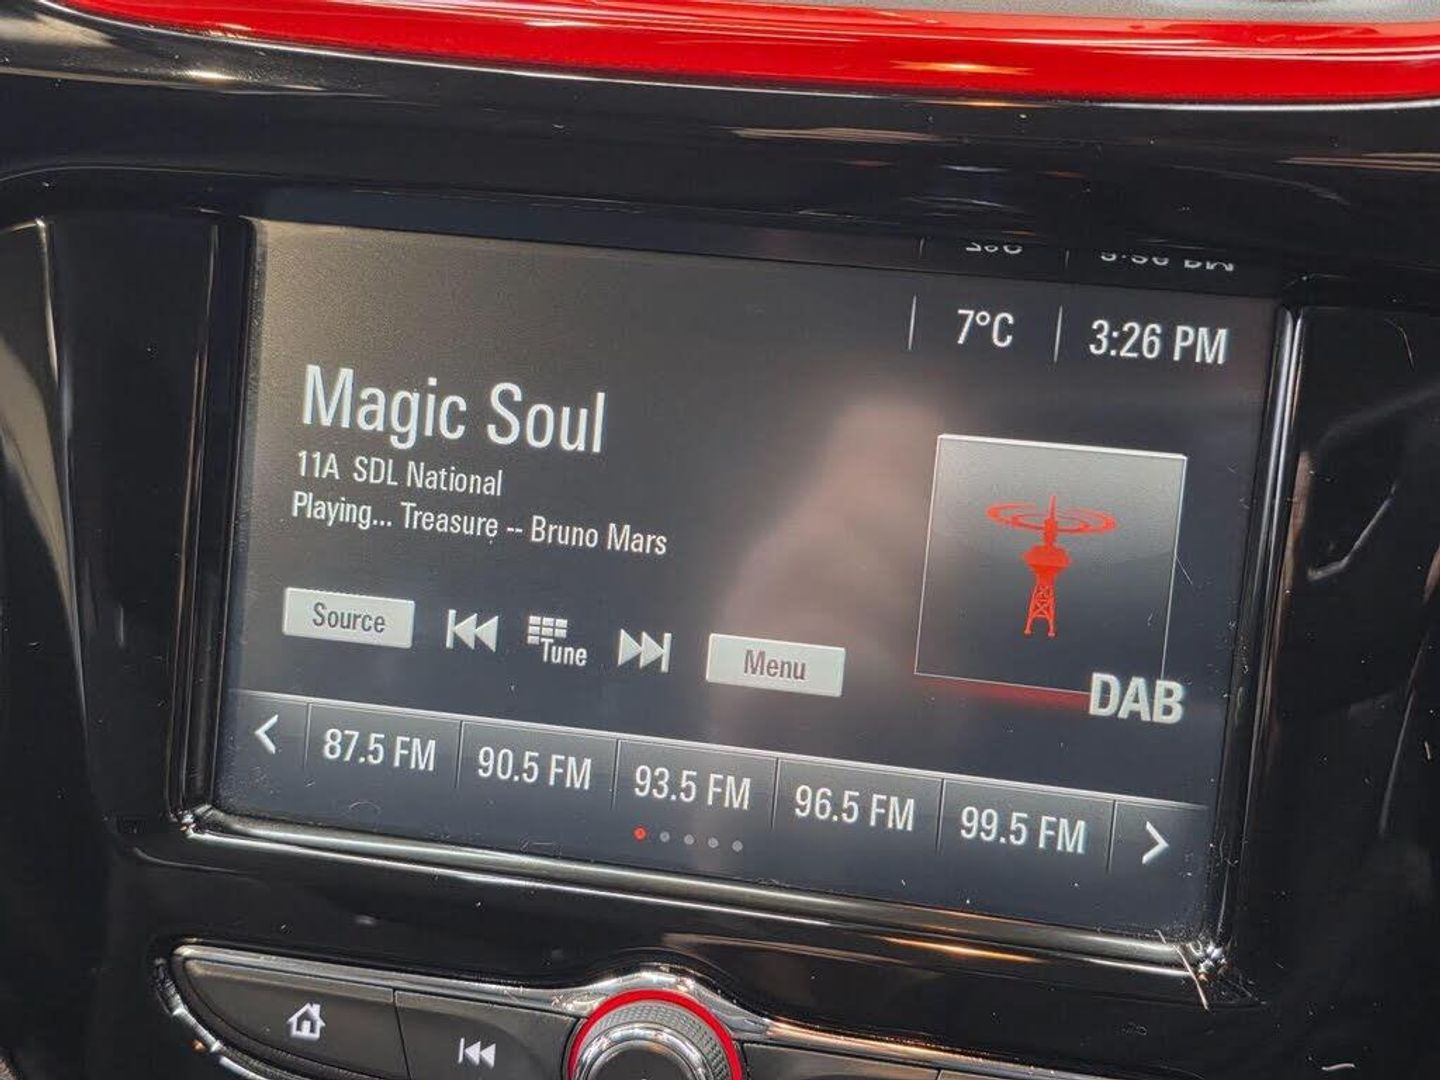 7°C 3:26 PM
Magic Soul
11A SDL National
Playing... Treasure -- Bruno Mars
Source Tune Menu
DAB
87.5 FM 90.5 FM 93.5 FM 96.5 FM 99.5 FM